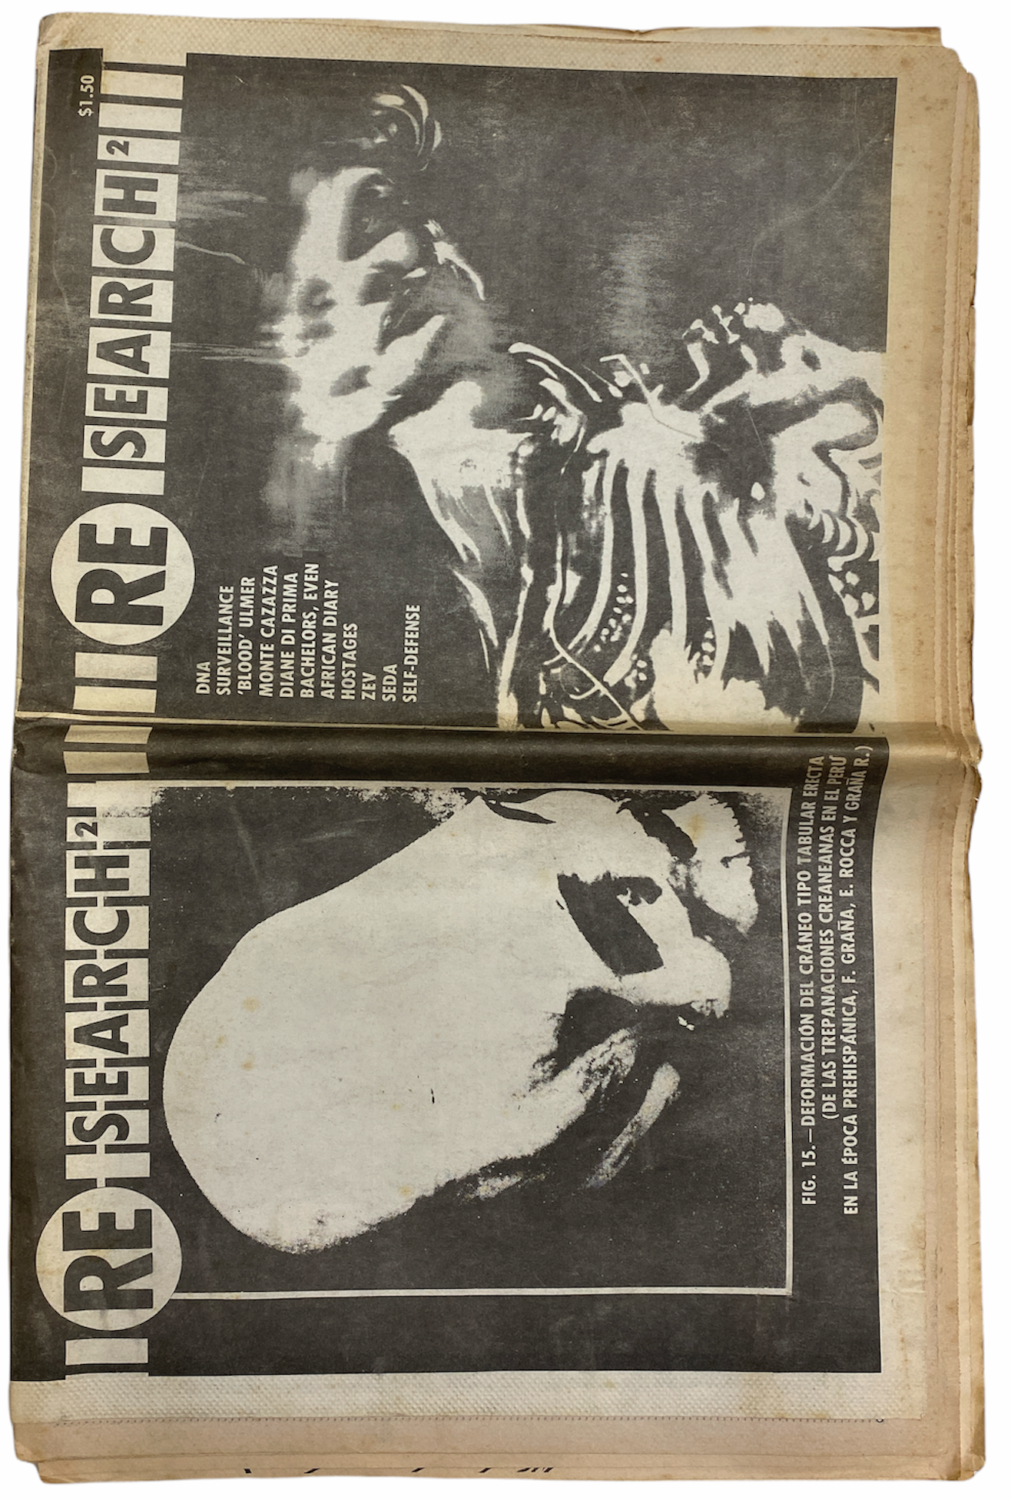 RE SEARCH 2
$1.50
DNA
SURVEILLANCE
'BLOOD' ULMER
MONTE CAZAZZA
DIANE DI PRIMA
BACHELORS, EVEN
AFRICAN DIARY
HOSTAGES
ZEV
SEDA
SELF-DEFENSE
RE SEARCH 2
FIG. 15.—DEFORMACIÓN DEL CRÁNEO TIPO TABULAR ERECTA
(DE LAS TREPANACIONES CREANEANAS EN EL PERÚ
EN LA ÉPOCA PREHISPÁNICA, F. GRAÑA, E. ROCCA Y GRAÑA R.)